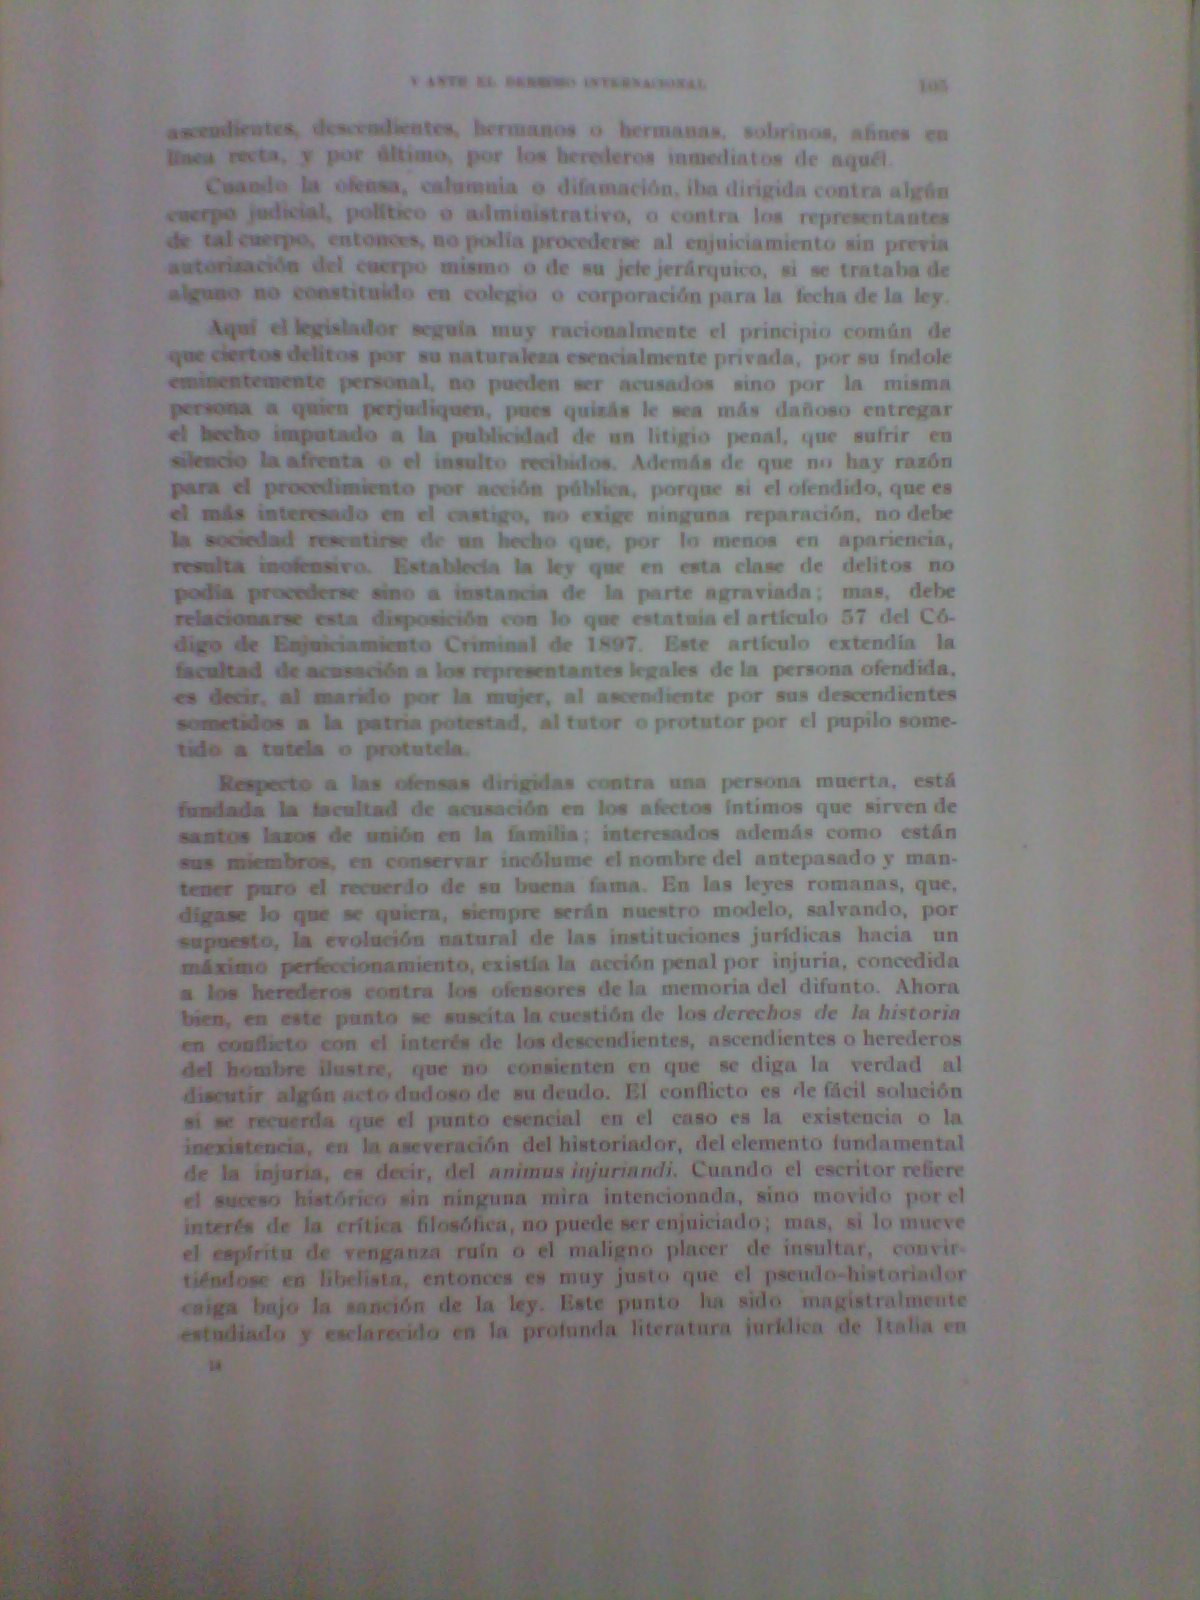 Y ANTE EL DERECHO INTERNACIONAL 105
ascendientes, descendientes, hermanos o hermanas, sobrinos, afines en
línea recta, y por último, por los herederos inmediatos de aquél.
Cuando la ofensa, calumnia o difamación, iba dirigida contra algún
cuerpo judicial, político o administrativo, o contra los representantes
de tal cuerpo, entonces, no podía procederse al enjuiciamiento sin previa
autorización del cuerpo mismo o de su jefe jerárquico, si se trataba de
alguno no constituído en colegio o corporación para la fecha de la ley.
Aquí el legislador seguía muy racionalmente el principio común de
que ciertos delitos por su naturaleza esencialmente privada, por su índole
eminentemente personal, no pueden ser acusados sino por la misma
persona a quien perjudiquen, pues quizás le sea más dañoso entregar
el hecho imputado a la publicidad de un litigio penal, que sufrir en
silencio la afrenta o el insulto recibidos. Además de que no hay razón
para el procedimiento por acción pública, porque si el ofendido, que es
el más interesado en el castigo, no exige ninguna reparación, no debe
la sociedad resentirse de un hecho que, por lo menos en apariencia,
resulta inofensivo. Establecía la ley que en esta clase de delitos no
podía procederse sino a instancia de la parte agraviada; mas, debe
relacionarse esta disposición con lo que estatuía el artículo 57 del Có-
digo de Enjuiciamiento Criminal de 1897. Este artículo extendía la
facultad de acusación a los representantes legales de la persona ofendida,
es decir, al marido por la mujer, al ascendiente por sus descendientes
sometidos a la patria potestad, al tutor o protutor por el pupilo some-
tido a tutela o protutela.
Respecto a las ofensas dirigidas contra una persona muerta, está
fundada la facultad de acusación en los afectos íntimos que sirven de
santos lazos de unión en la familia; interesados además como están
sus miembros, en conservar incólume el nombre del antepasado y man-
tener puro el recuerdo de su buena fama. En las leyes romanas, que,
dígase lo que se quiera, siempre serán nuestro modelo, salvando, por
supuesto, la evolución natural de las instituciones jurídicas hacia un
máximo perfeccionamiento, existía la acción penal por injuria, concedida
a los herederos contra los ofensores de la memoria del difunto. Ahora
bien, en este punto se suscita la cuestión de los derechos de la historia
en conflicto con el interés de los descendientes, ascendientes o herederos
del hombre ilustre, que no consienten en que se diga la verdad al
discutir algún acto dudoso de su deudo. El conflicto es de fácil solución
si se recuerda que el punto esencial en el caso es la existencia o la
inexistencia, en la aseveración del historiador, del elemento fundamental
de la injuria, es decir, del animus injuriandi. Cuando el escritor refiere
el suceso histórico sin ninguna mira intencionada, sino movido por el
interés de la crítica filosófica, no puede ser enjuiciado; mas, si lo mueve
el espíritu de venganza ruín o el maligno placer de insultar, convir-
tiéndose en libelista, entonces es muy justo que el pseudo-historiador
caiga bajo la sanción de la ley. Este punto ha sido magistralmente
estudiado y esclarecido en la profunda literatura jurídica de Italia en
14